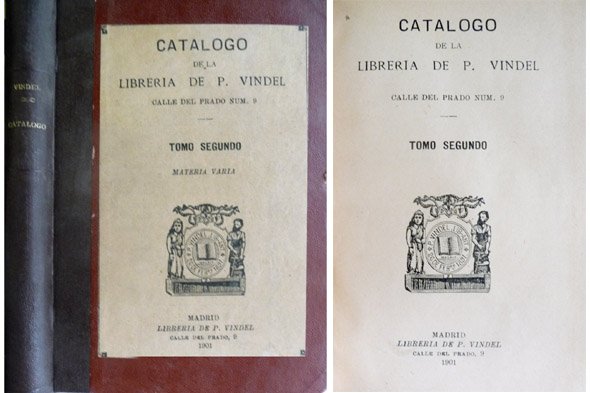 VINDEL
CATALOGO
CATALOGO
DE LA
LIBRERIA DE P. VINDEL
CALLE DEL PRADO NUM. 9
TOMO SEGUNDO
MATERIA VARIA
MADRID
LIBRERIA DE P. VINDEL
CALLE DEL PRADO, 9
1901
CATALOGO
DE LA
LIBRERIA DE P. VINDEL
CALLE DEL PRADO NUM. 9
TOMO SEGUNDO
P. VINDEL
MADRID
LIBRERIA DE P. VINDEL
CALLE DEL PRADO, 9
1901